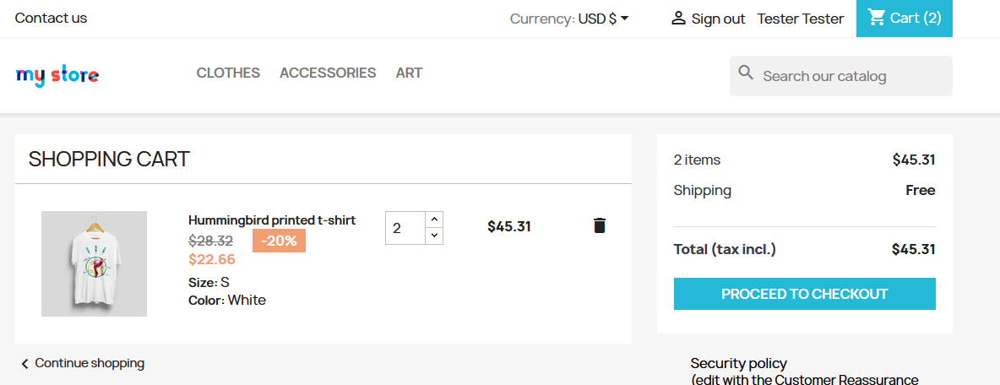 Contact us
Currency: USD $
Sign out
Tester Tester
Cart (2)
my store
CLOTHES
ACCESSORIES
ART
Search our catalog
SHOPPING CART
Hummingbird printed t-shirt
$28.32
-20%
$22.66
Size: S
Color: White
2
$45.31
Continue shopping
2 items
$45.31
Shipping
Free
Total (tax incl.)
$45.31
PROCEED TO CHECKOUT
Security policy
(edit with the Customer Reassurance